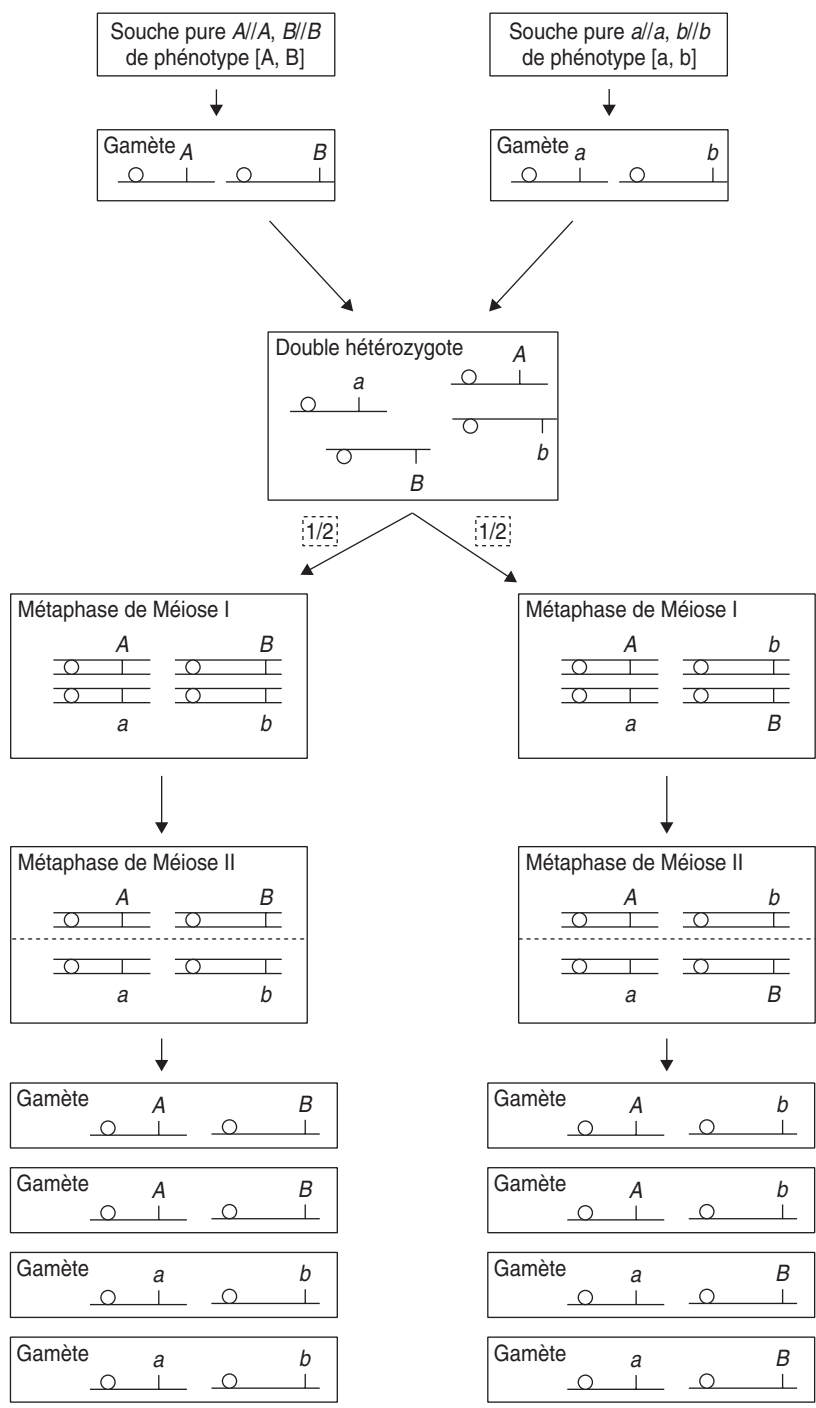 Souche pure A//A, B//B
de phénotype [A, B]
Souche pure a//a, b//b
de phénotype [a, b]
Gamète A B
Gamète a b
Double hétérozygote
A
a
b
B
1/2 1/2
Métaphase de Méiose I
A B
a b
Métaphase de Méiose I
A b
a B
Métaphase de Méiose II
A B
a b
Métaphase de Méiose II
A b
a B
Gamète A B
Gamète A B
Gamète a b
Gamète a b
Gamète A b
Gamète A b
Gamète a B
Gamète a B